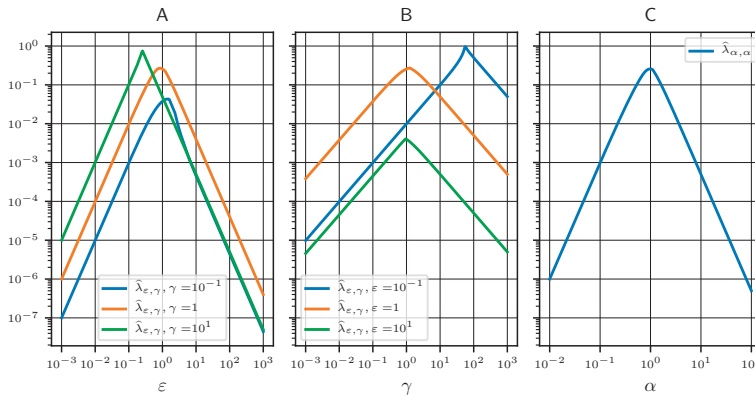 A
B
C
10⁰
10⁻¹
10⁻²
10⁻³
10⁻⁴
10⁻⁵
10⁻⁶
10⁻⁷
λ̂_{ε,γ}, γ =10⁻¹
λ̂_{ε,γ}, γ =1
λ̂_{ε,γ}, γ =10¹
λ̂_{ε,γ}, ε =10⁻¹
λ̂_{ε,γ}, ε =1
λ̂_{ε,γ}, ε =10¹
λ̂_{α,α}
10⁻³ 10⁻² 10⁻¹ 10⁰ 10¹ 10² 10³
10⁻³ 10⁻² 10⁻¹ 10⁰ 10¹ 10² 10³
10⁻² 10⁻¹ 10⁰ 10¹
ε
γ
α